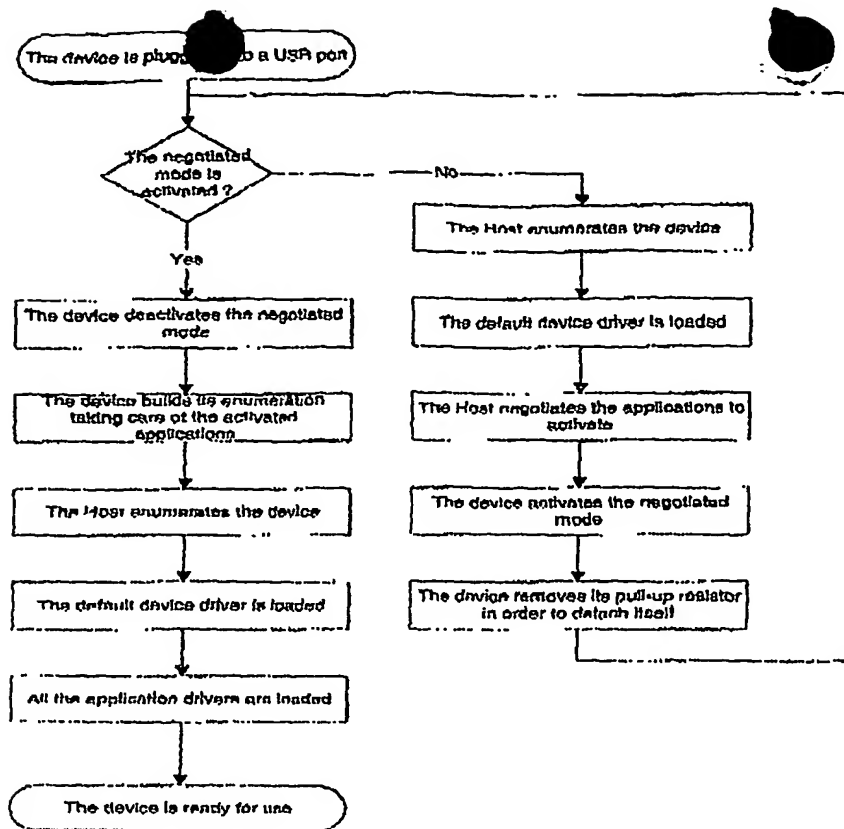 The device is plug to a USB port
The negotiated
mode is
activated ?
No
Yes
The device deactivates the negotiated
mode
The device builds its enumeration
taking care of the activated
applications
The Host enumerates the device
The default device driver is loaded
All the application drivers are loaded
The device is ready for use
The Host enumerates the device
The default device driver is loaded
The Host negotiates the applications to
activate
The device activates the negotiated
mode
The device removes its pull-up resistor
in order to detach itself